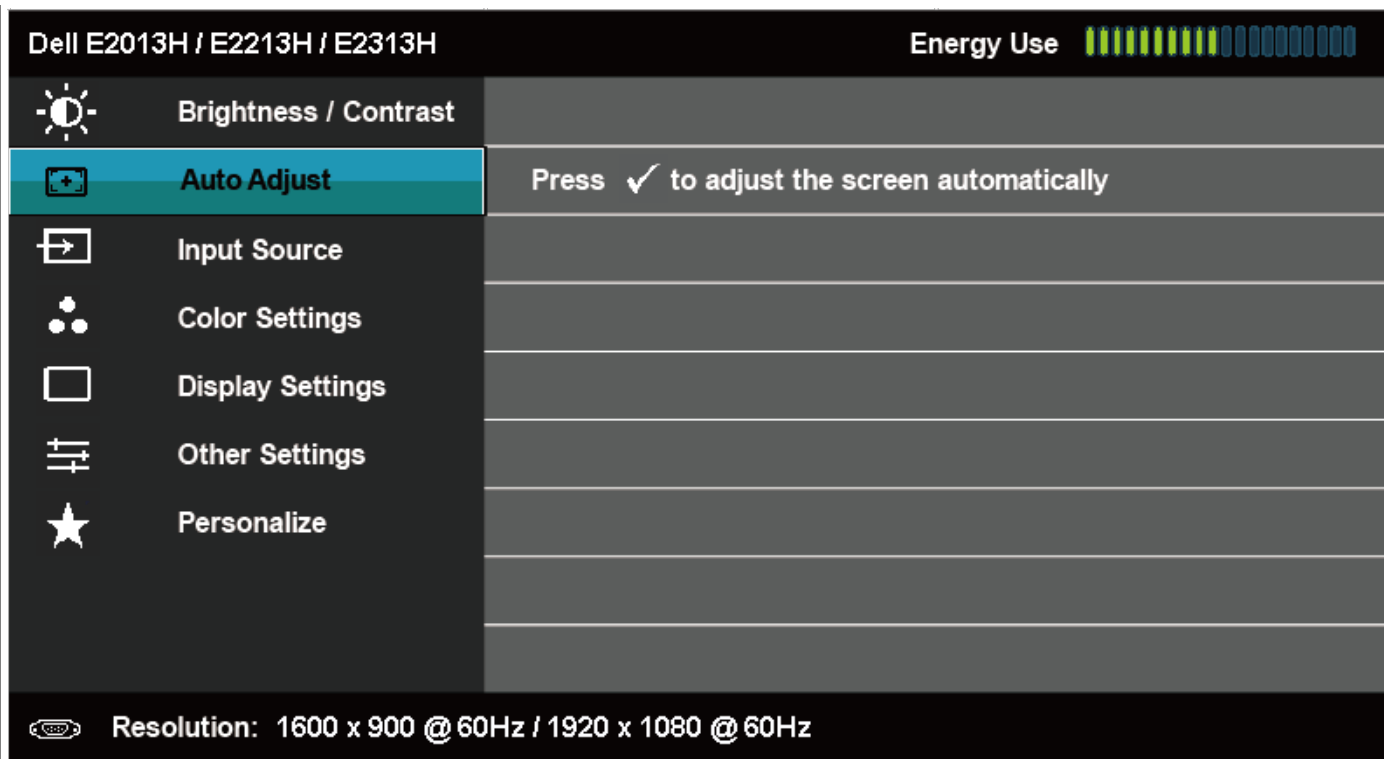 Dell E2013H / E2213H / E2313H
Energy Use
Brightness / Contrast
Auto Adjust
Press ✓ to adjust the screen automatically
Input Source
Color Settings
Display Settings
Other Settings
Personalize
Resolution: 1600 x 900 @ 60Hz / 1920 x 1080 @ 60Hz